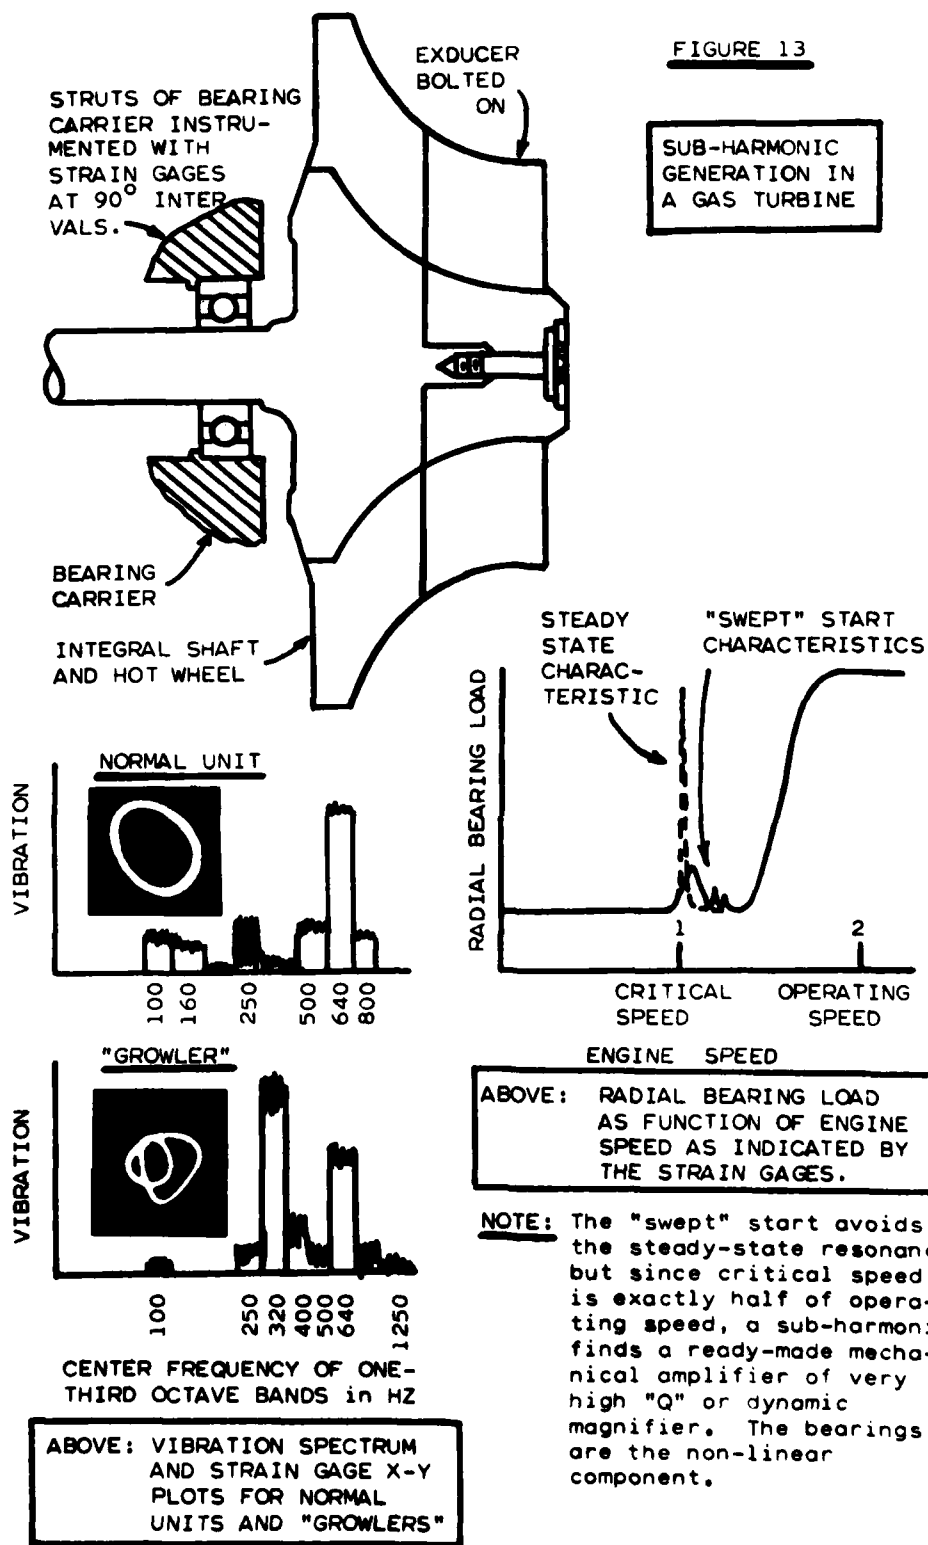 FIGURE 13
SUB-HARMONIC
GENERATION IN
A GAS TURBINE
EXDUCER
BOLTED
ON
STRUTS OF BEARING
CARRIER INSTRU-
MENTED WITH
STRAIN GAGES
AT 90° INTER
VALS.
BEARING
CARRIER
INTEGRAL SHAFT
AND HOT WHEEL
STEADY
STATE
CHARAC-
TERISTIC
"SWEPT" START
CHARACTERISTICS
RADIAL BEARING LOAD
1
2
CRITICAL
SPEED
OPERATING
SPEED
ENGINE SPEED
ABOVE: RADIAL BEARING LOAD
AS FUNCTION OF ENGINE
SPEED AS INDICATED BY
THE STRAIN GAGES.
NOTE: The "swept" start avoids
the steady-state resonanc
but since critical speed
is exactly half of opera-
ting speed, a sub-harmoni
finds a ready-made mecha-
nical amplifier of very
high "Q" or dynamic
magnifier. The bearings
are the non-linear
component.
NORMAL UNIT
VIBRATION
100
160
250
500
640
800
"GROWLER"
VIBRATION
100
250
320
400
500
640
1250
CENTER FREQUENCY OF ONE-
THIRD OCTAVE BANDS in HZ
ABOVE: VIBRATION SPECTRUM
AND STRAIN GAGE X-Y
PLOTS FOR NORMAL
UNITS AND "GROWLERS"